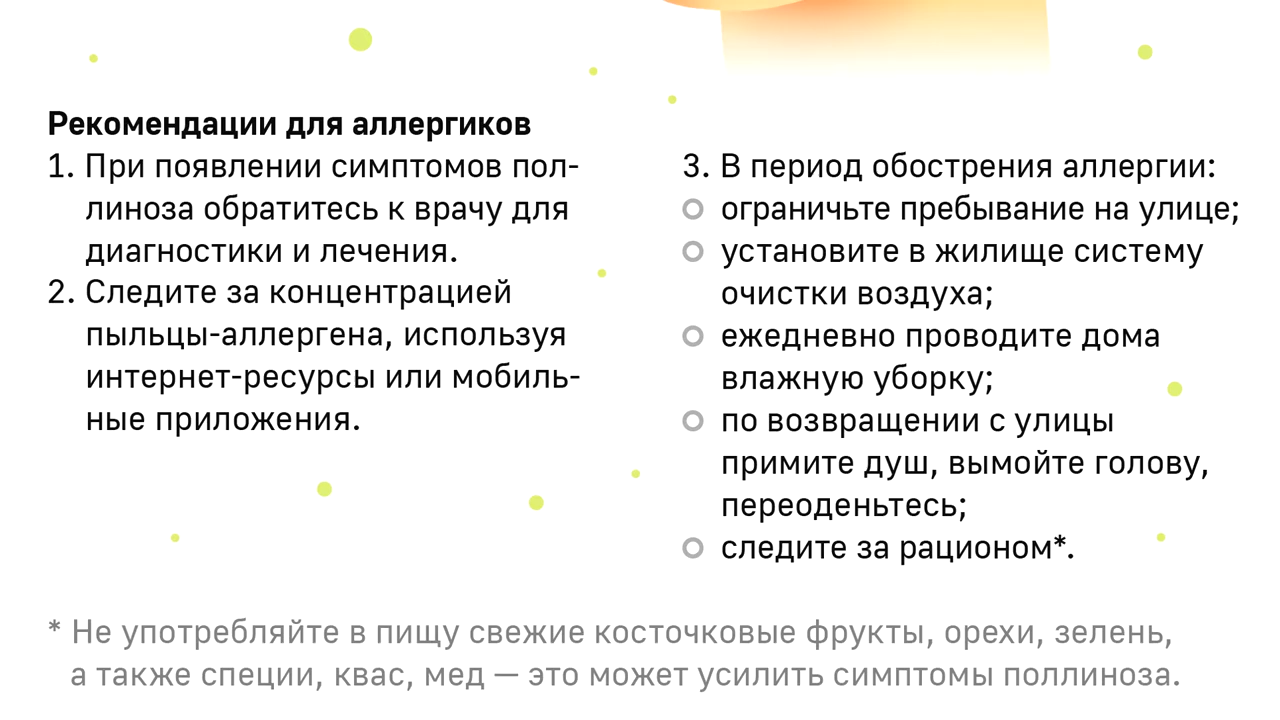 Рекомендации для аллергиков
1. При появлении симптомов пол-
линоза обратитесь к врачу для
диагностики и лечения.
2. Следите за концентрацией
пыльцы-аллергена, используя
интернет-ресурсы или мобиль-
ные приложения.
3. В период обострения аллергии:
ограничьте пребывание на улице;
установите в жилище систему
очистки воздуха;
ежедневно проводите дома
влажную уборку;
по возвращении с улицы
примите душ, вымойте голову,
переоденьтесь;
следите за рационом*.
* Не употребляйте в пищу свежие косточковые фрукты, орехи, зелень,
а также специи, квас, мед — это может усилить симптомы поллиноза.